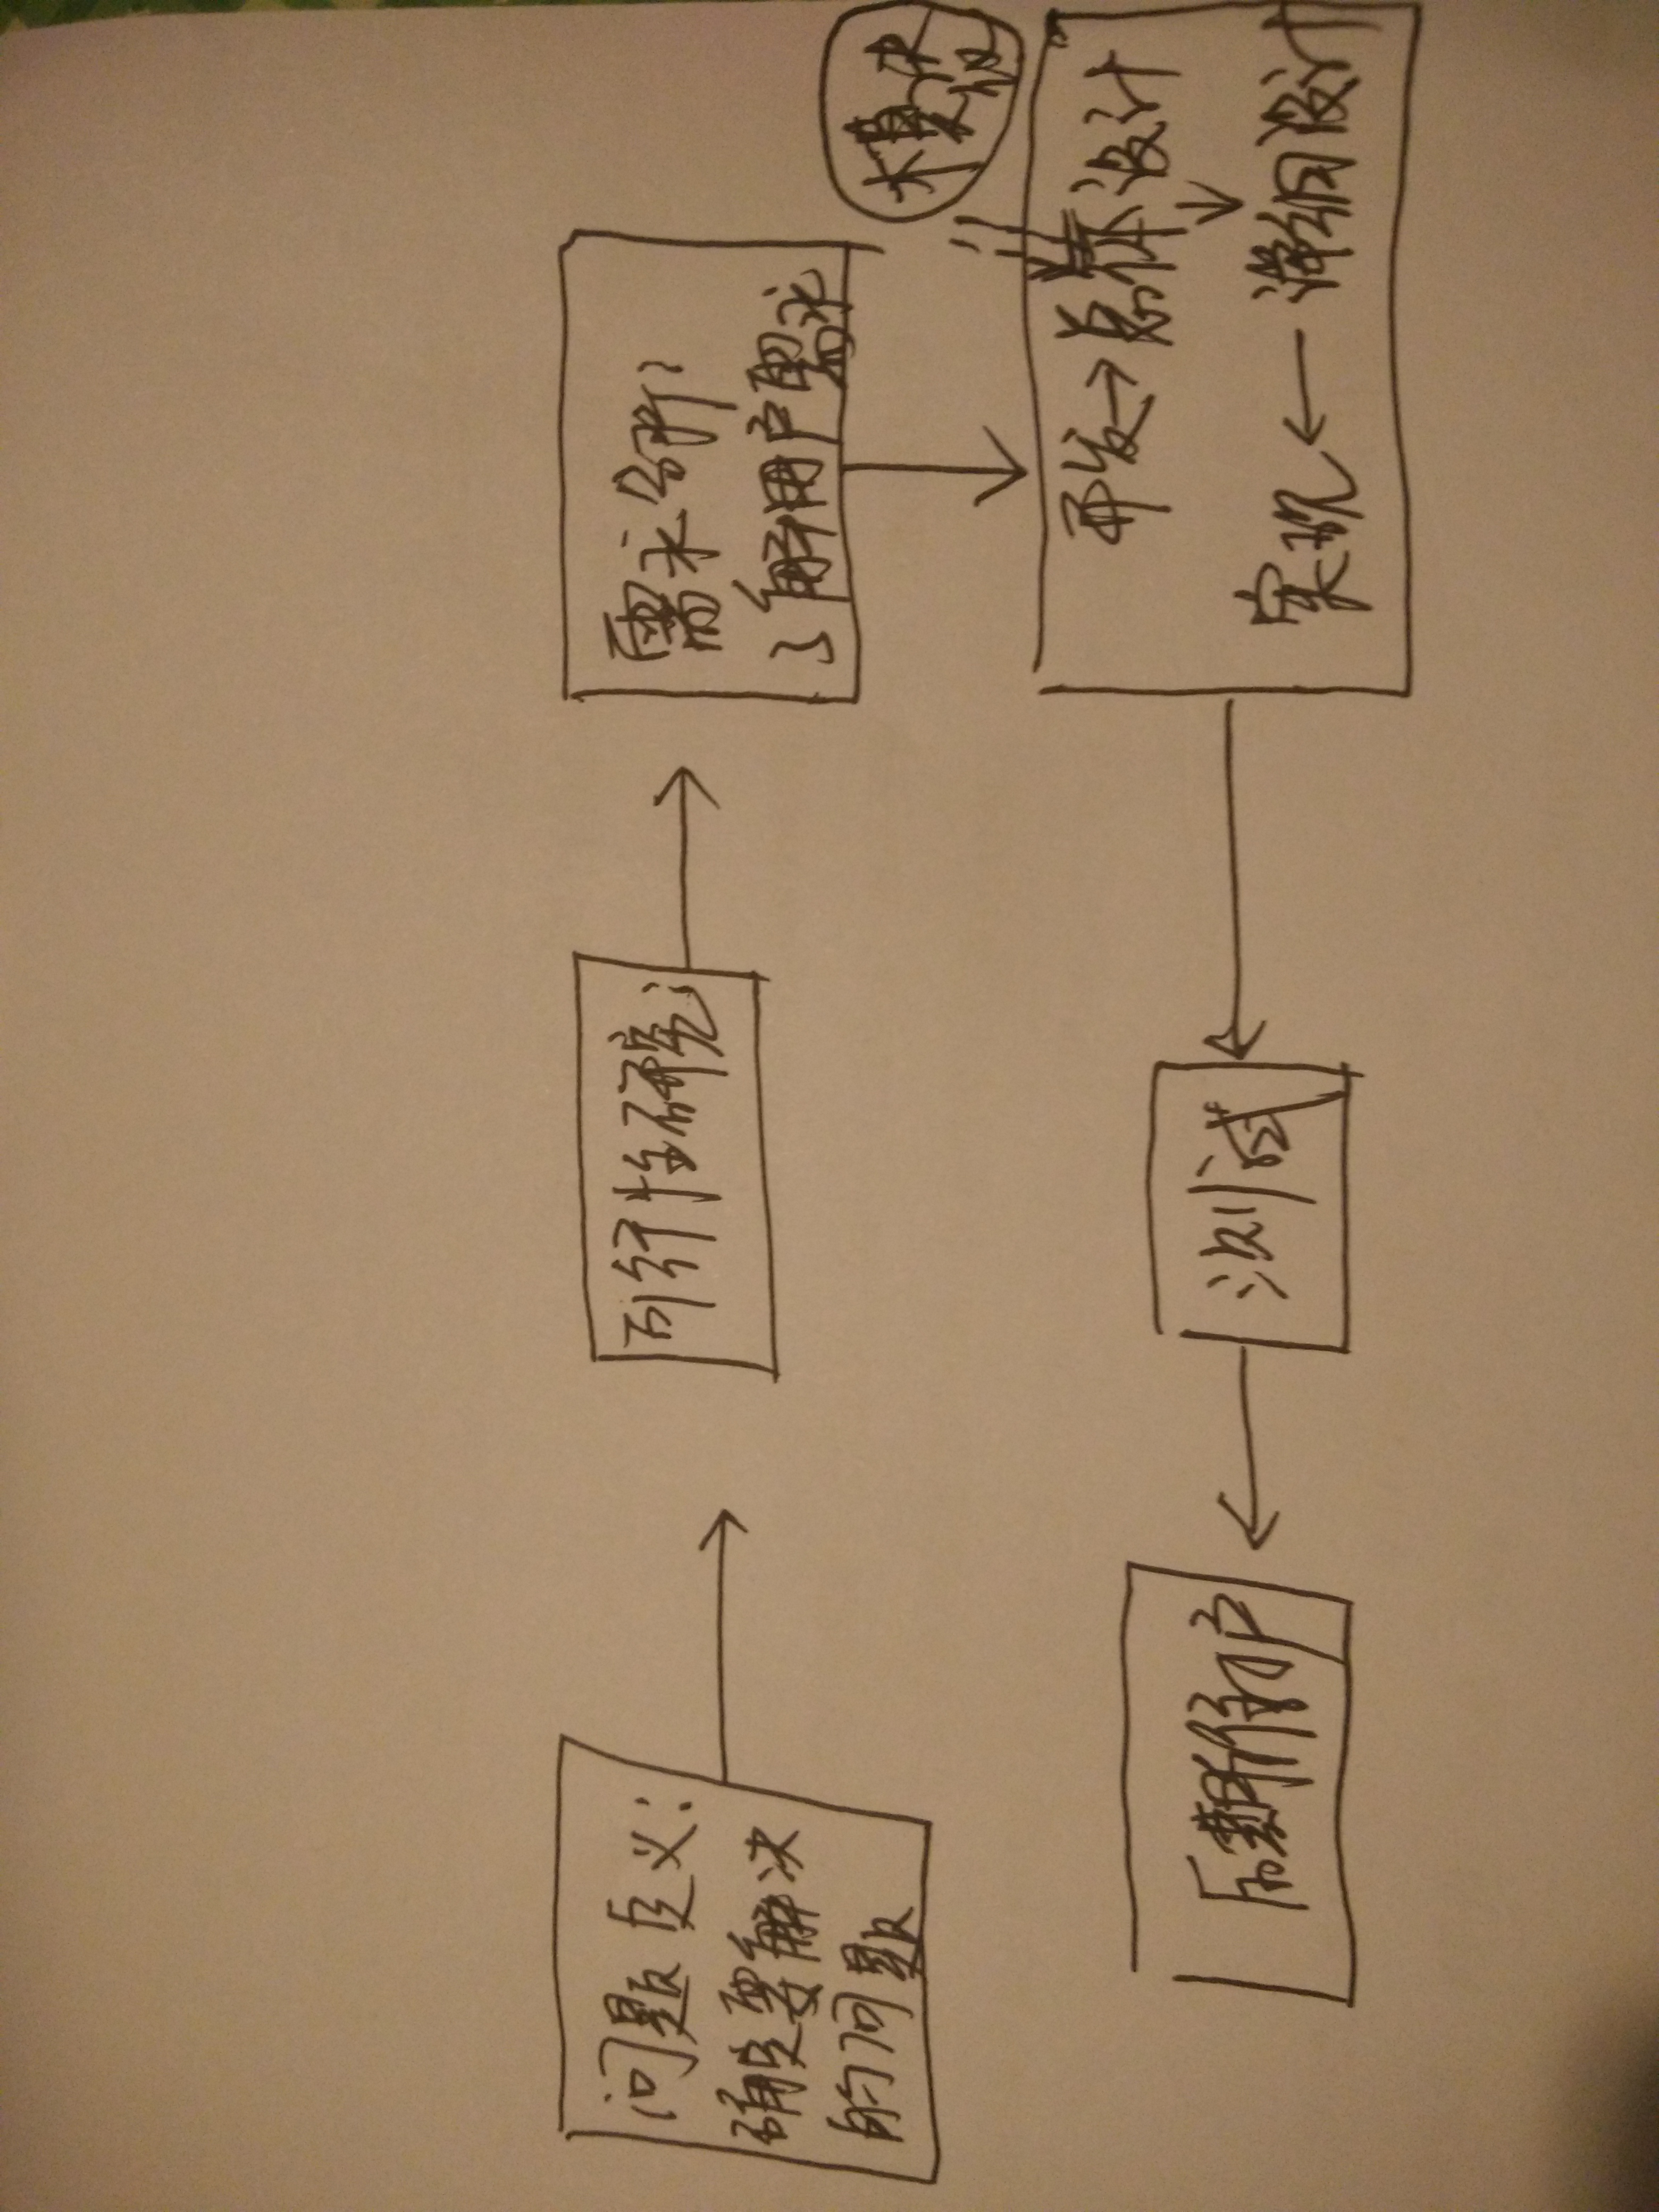 问题定义:
确定要解决
的问题
可行性研究:
需求分析:
了解用户需求
模块
开发→总体设计
↓
实现←详细设计
测试
后期维护